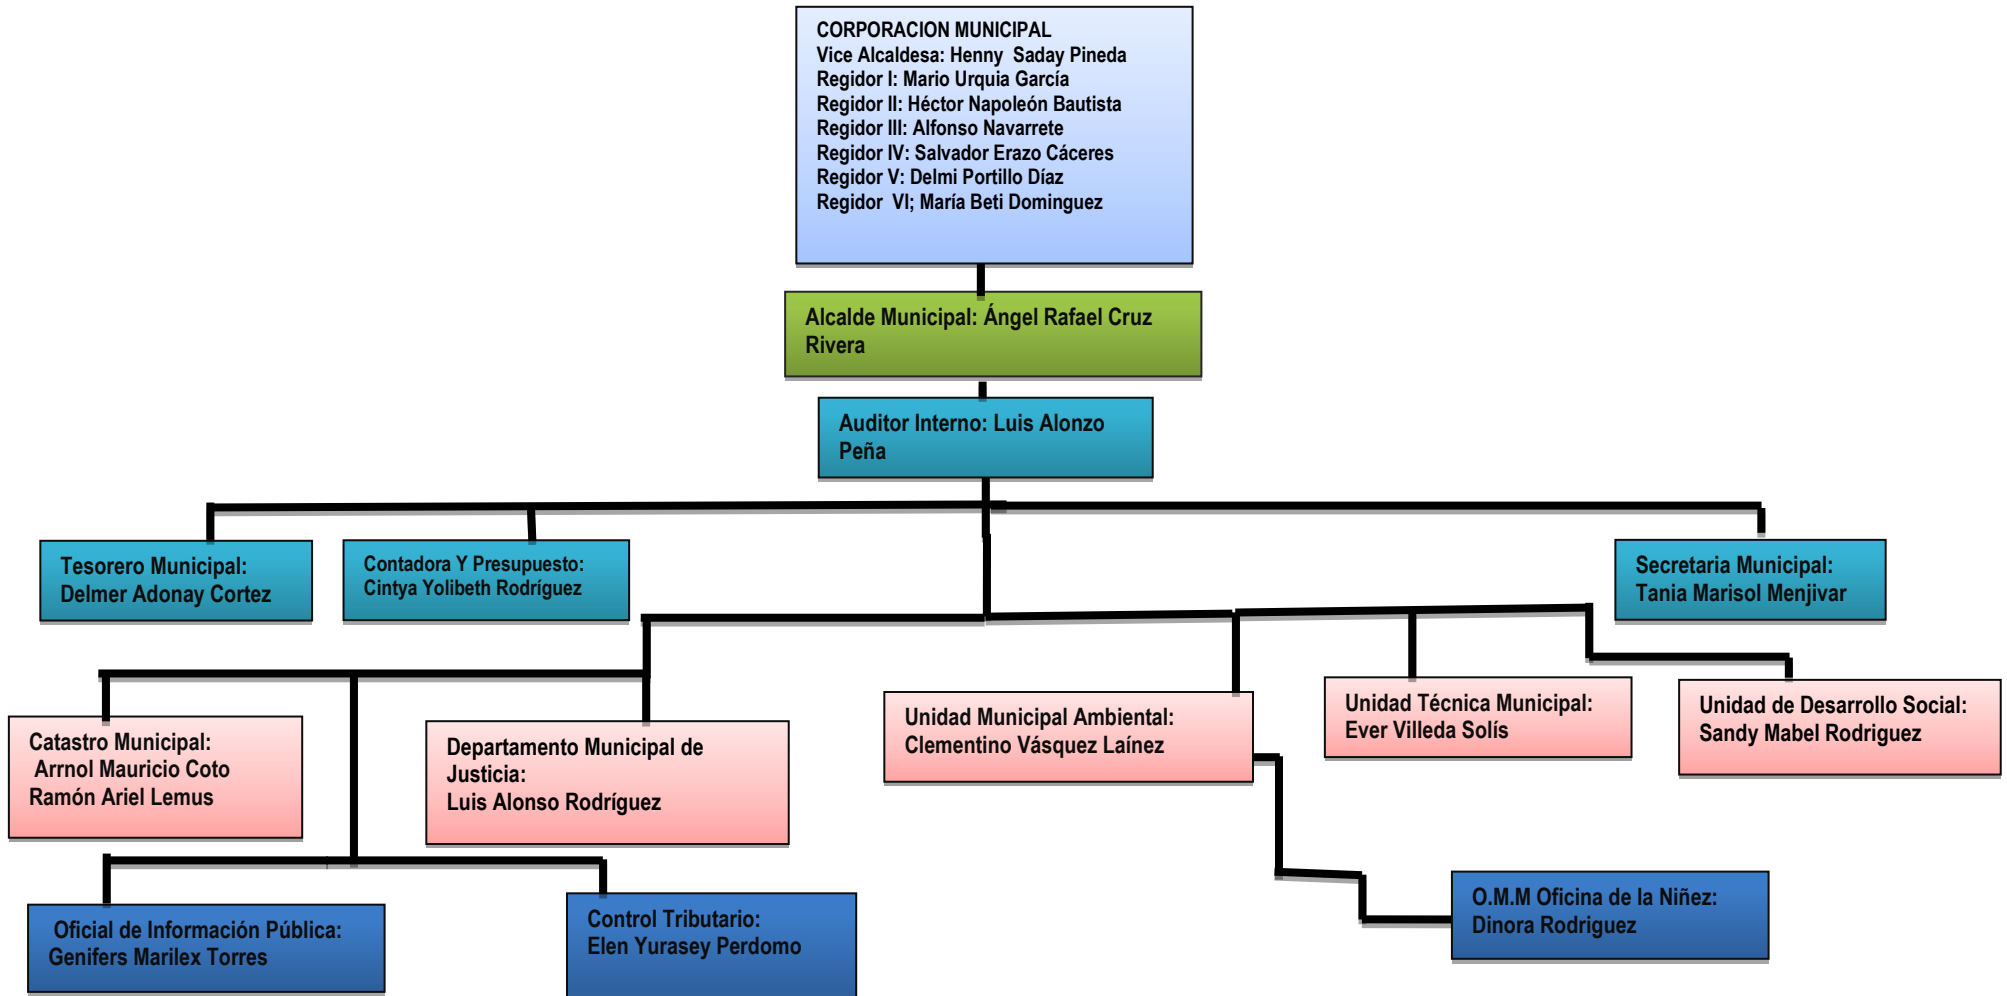 CORPORACION MUNICIPAL
Vice Alcaldesa: Henny Saday Pineda
Regidor I: Mario Urquia García
Regidor II: Héctor Napoleón Bautista
Regidor III: Alfonso Navarrete
Regidor IV: Salvador Erazo Cáceres
Regidor V: Delmi Portillo Díaz
Regidor VI; María Beti Dominguez
Alcalde Municipal: Ángel Rafael Cruz
Rivera
Auditor Interno: Luis Alonzo
Peña
Tesorero Municipal:
Delmer Adonay Cortez
Contadora Y Presupuesto:
Cintya Yolibeth Rodríguez
Secretaria Municipal:
Tania Marisol Menjivar
Catastro Municipal:
Arrnol Mauricio Coto
Ramón Ariel Lemus
Departamento Municipal de
Justicia:
Luis Alonso Rodríguez
Unidad Municipal Ambiental:
Clementino Vásquez Laínez
Unidad Técnica Municipal:
Ever Villeda Solís
Unidad de Desarrollo Social:
Sandy Mabel Rodriguez
Oficial de Información Pública:
Genifers Marilex Torres
Control Tributario:
Elen Yurasey Perdomo
O.M.M Oficina de la Niñez:
Dinora Rodriguez